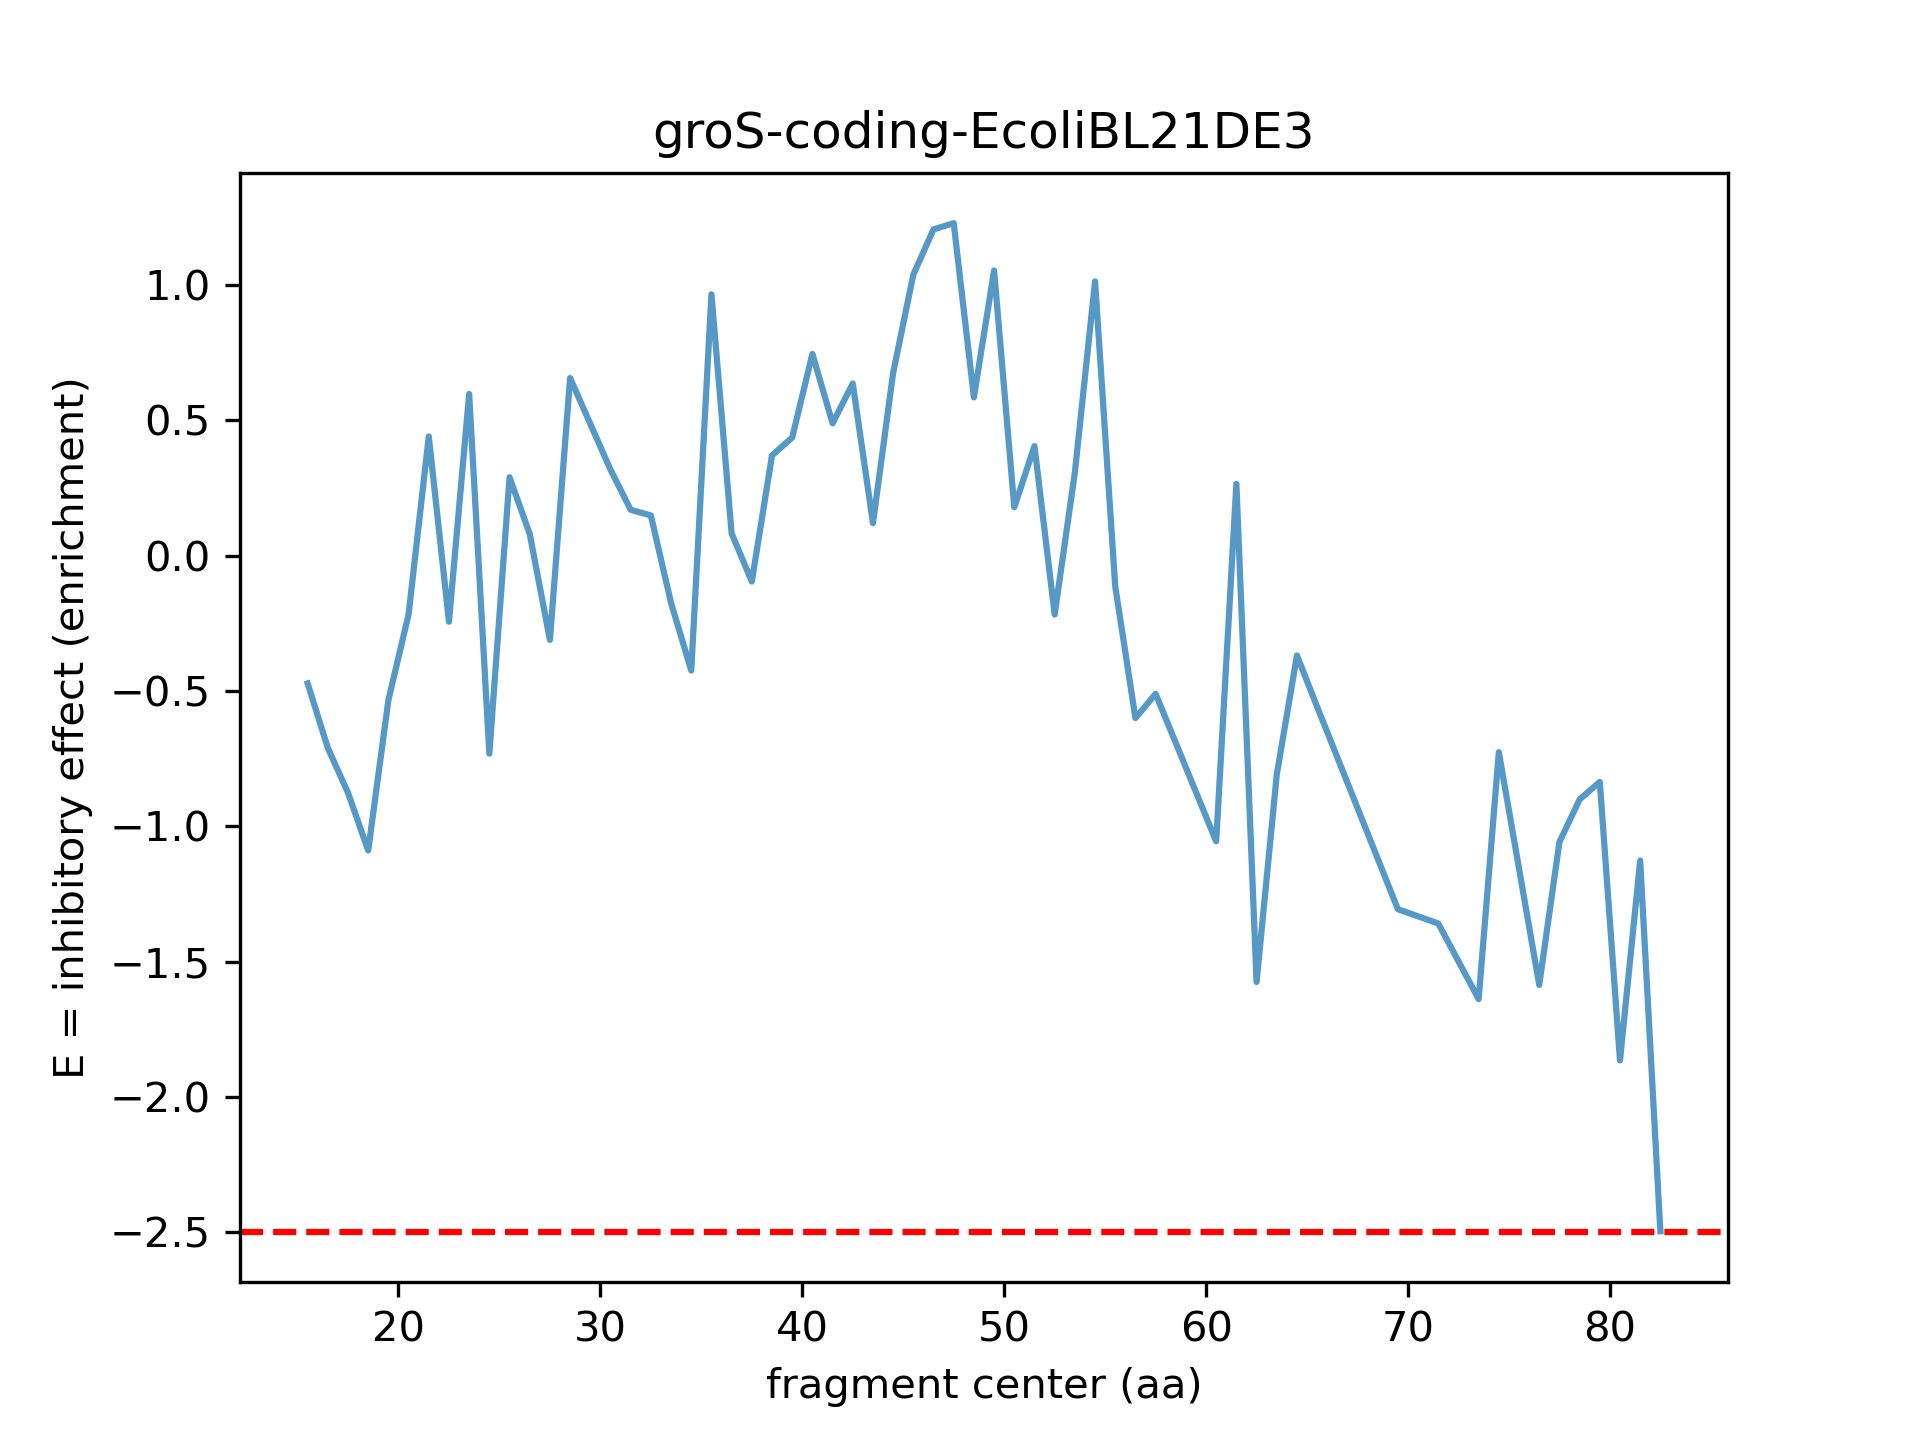 groS-coding-EcoliBL21DE3
E = inhibitory effect (enrichment)
1.0
0.5
0.0
−0.5
−1.0
−1.5
−2.0
−2.5
20 30 40 50 60 70 80
fragment center (aa)